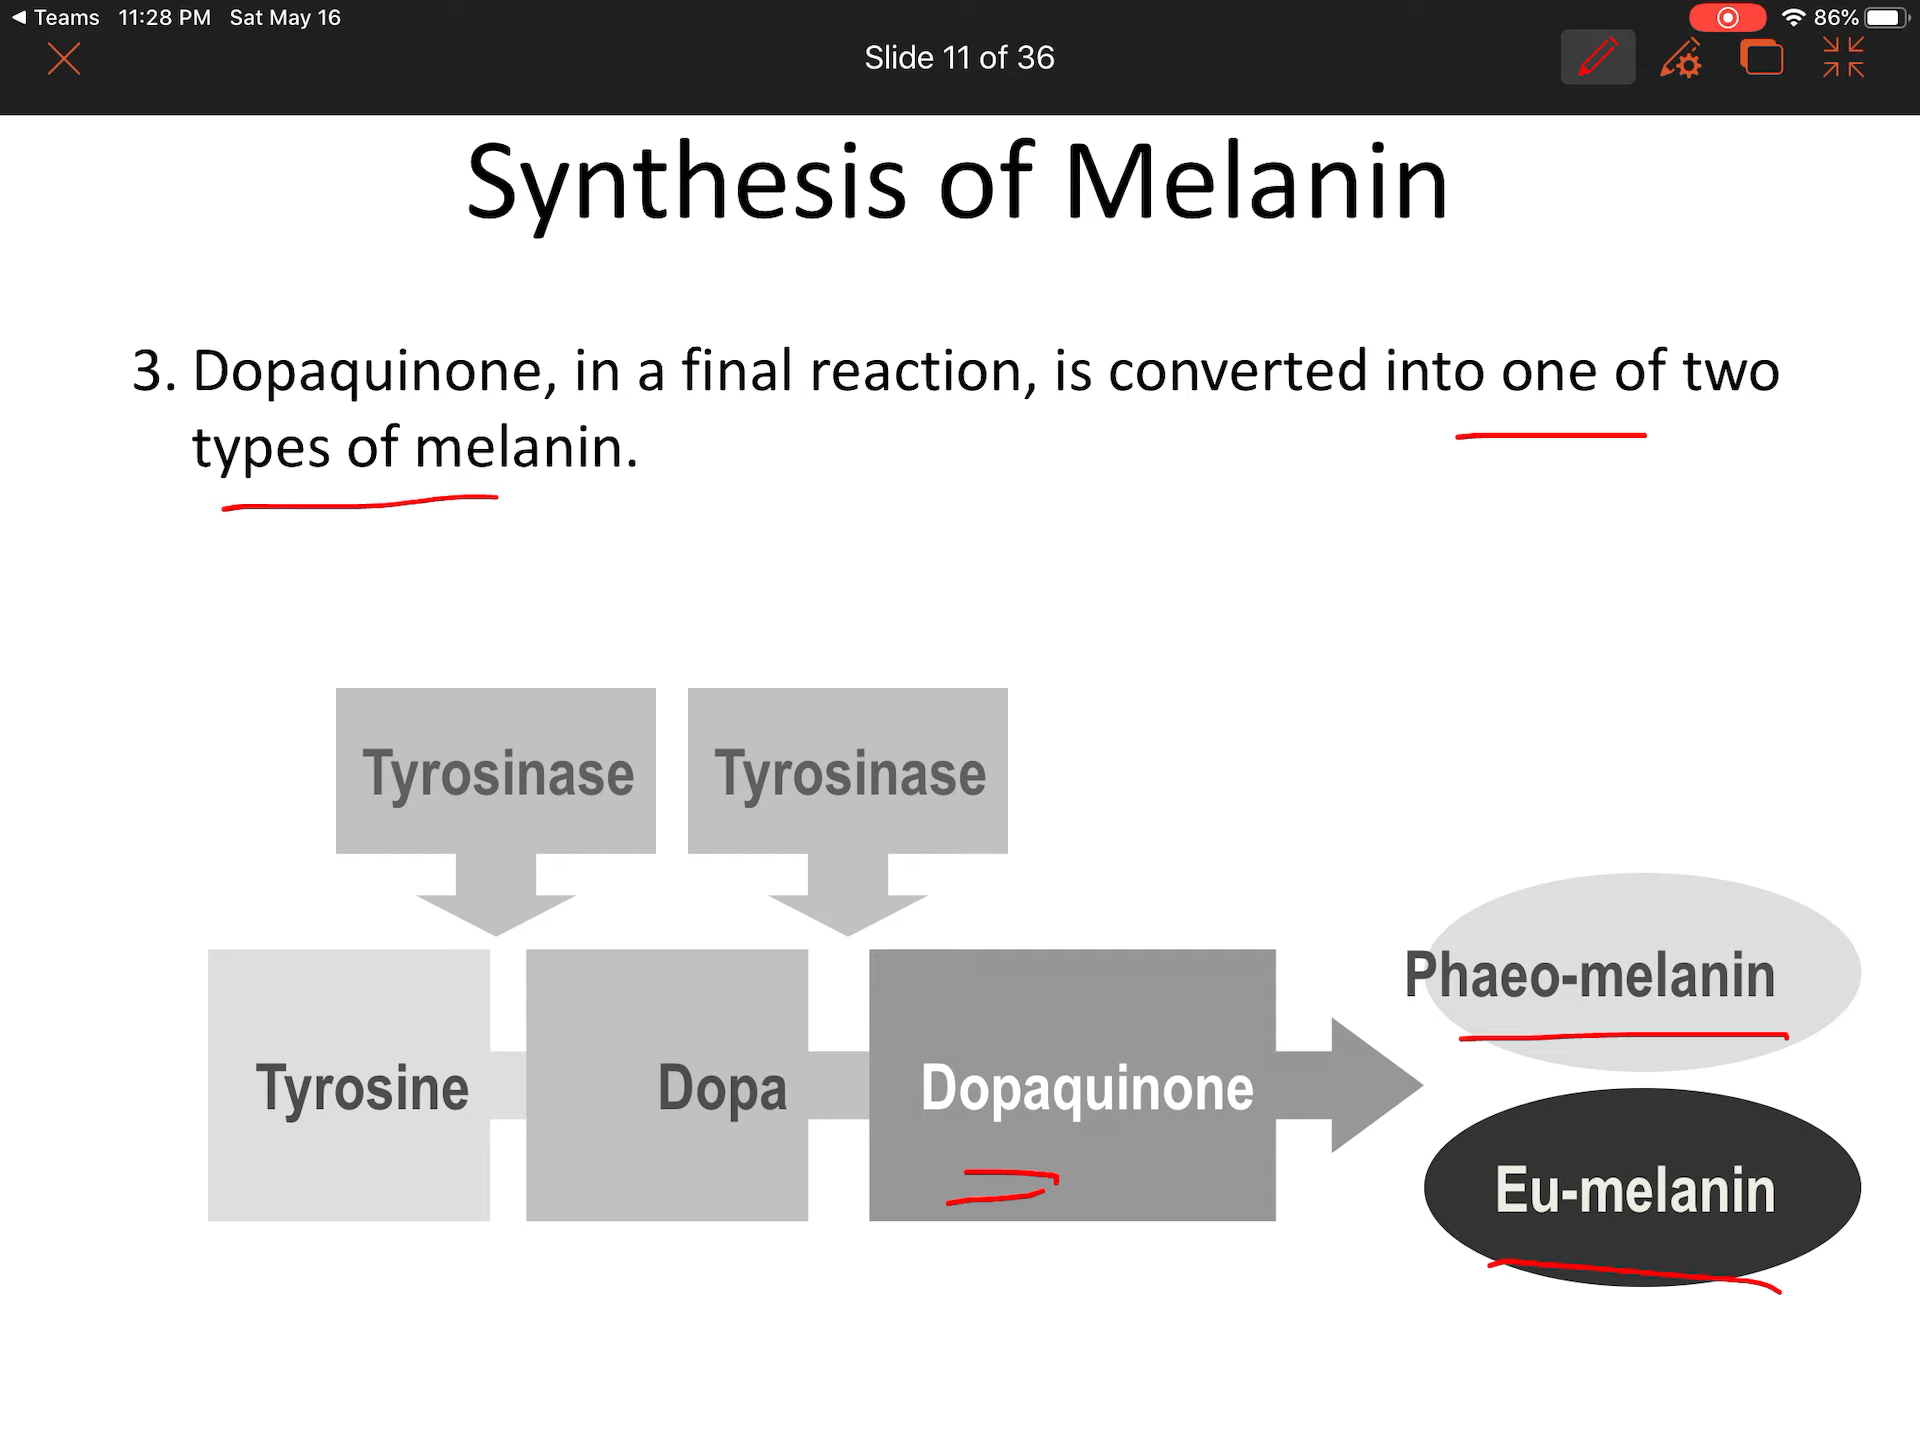 Teams 11:28 PM Sat May 16 86%
Slide 11 of 36
Synthesis of Melanin
3. Dopaquinone, in a final reaction, is converted into one of two
types of melanin.
Tyrosinase Tyrosinase
Phaeo-melanin
Tyrosine Dopa Dopaquinone
Eu-melanin